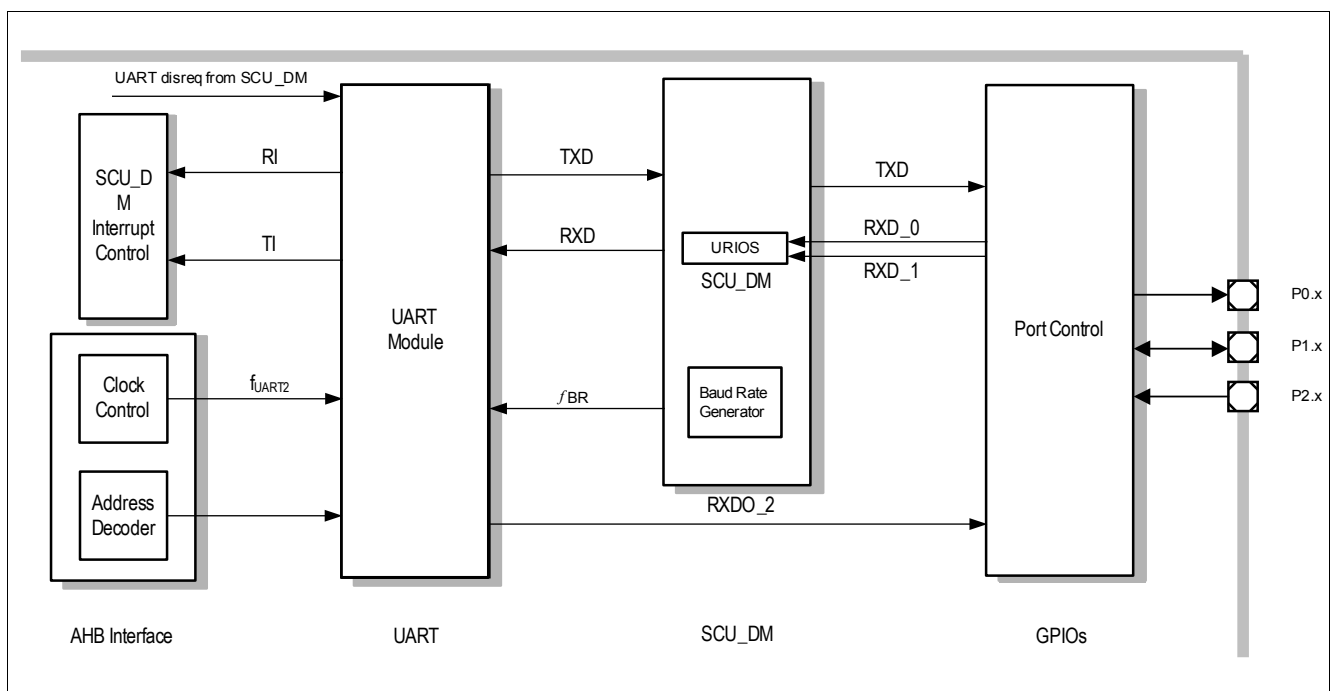 UART disreq from SCU_DM
SCU_D
M
Interrupt
Control
RI
TI
Clock
Control
fUART2
Address
Decoder
UART
Module
TXD
RXD
fBR
RXDO_2
URIOS
SCU_DM
Baud Rate
Generator
TXD
RXD_0
RXD_1
Port Control
P0.x
P1.x
P2.x
AHB Interface
UART
SCU_DM
GPIOs